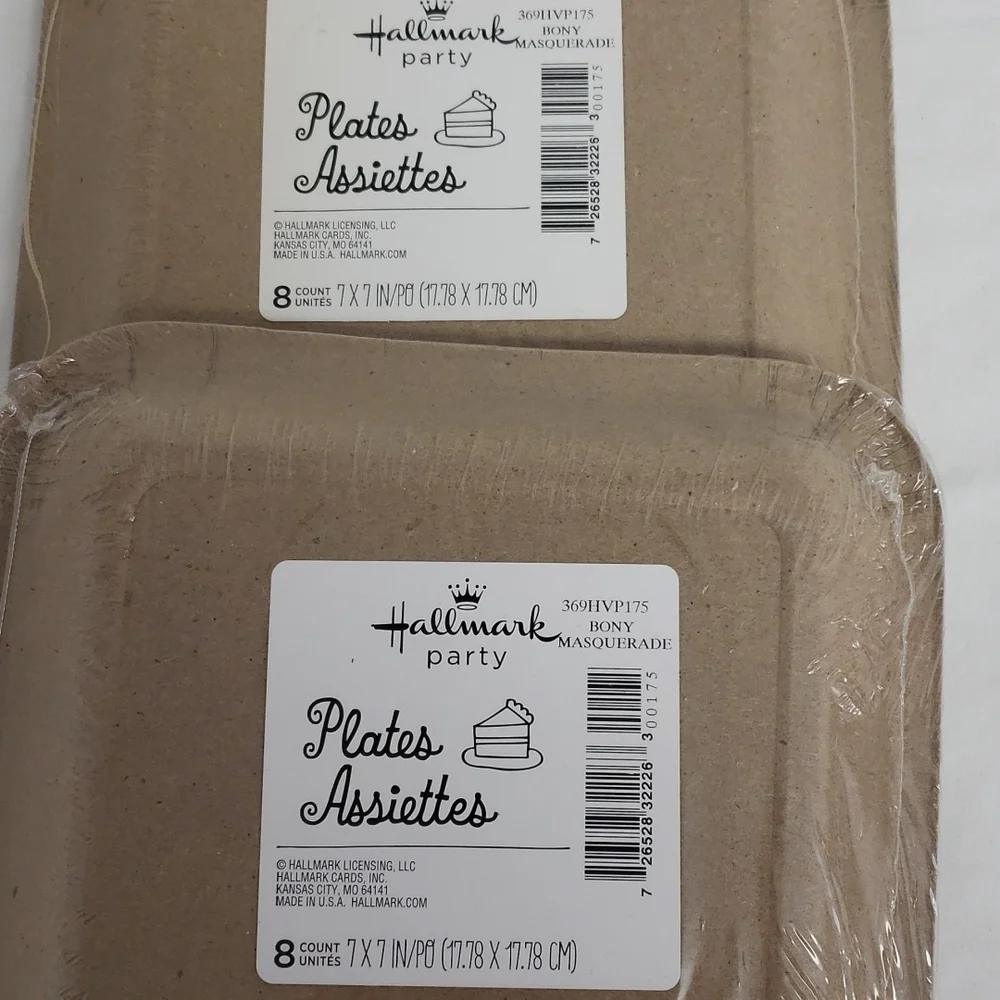 Hallmark
party
369HVP175
BONY
MASQUERADE
Plates
Assiettes
7 26528 32226 3 00175
© HALLMARK LICENSING, LLC
HALLMARK CARDS, INC.
KANSAS CITY, MO 64141
MADE IN U.S.A. HALLMARK.COM
8 COUNT UNITÉS 7 X 7 IN/PO (17.78 X 17.78 CM)
Hallmark
party
369HVP175
BONY
MASQUERADE
Plates
Assiettes
7 26528 32226 3 00175
© HALLMARK LICENSING, LLC
HALLMARK CARDS, INC.
KANSAS CITY, MO 64141
MADE IN U.S.A. HALLMARK.COM
8 COUNT UNITÉS 7 X 7 IN/PO (17.78 X 17.78 CM)